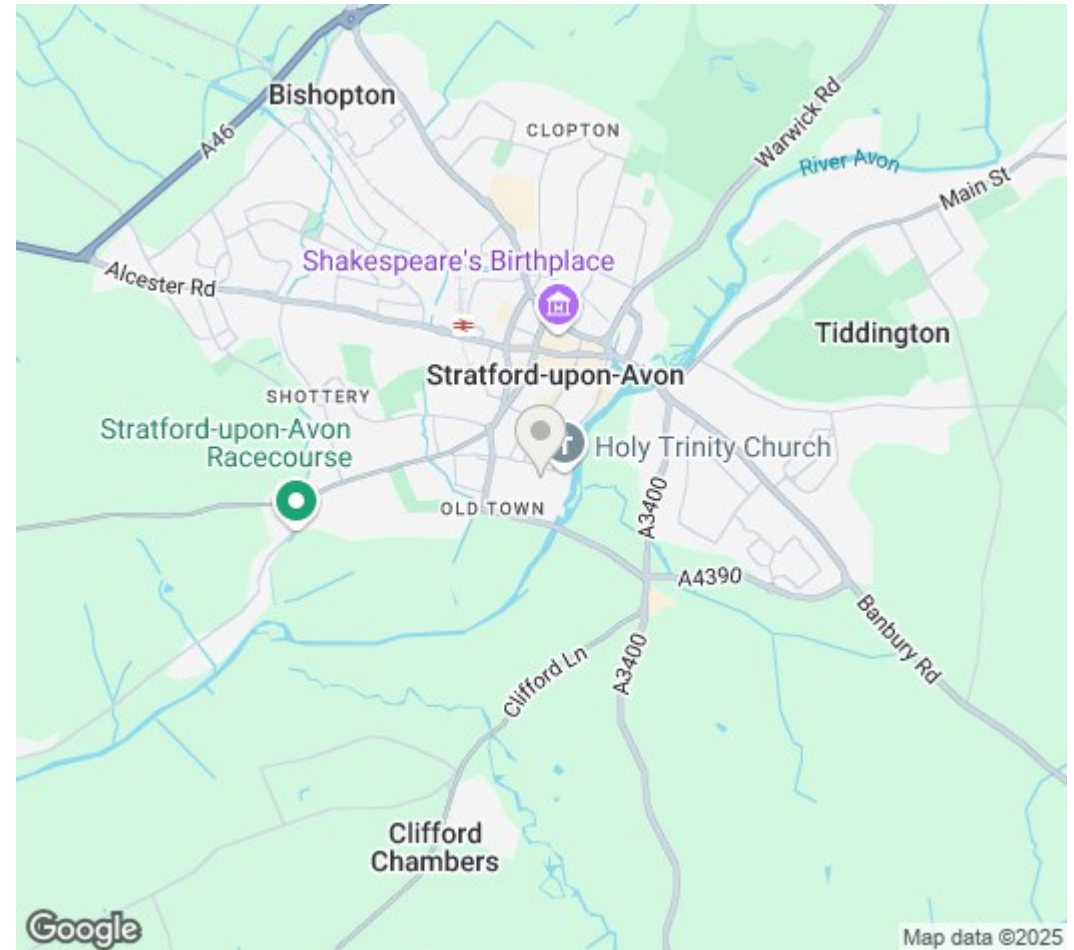 Bishopton
CLOPTON
Warwick Rd
A46
River Avon
Main St
Shakespeare's Birthplace
Alcester Rd
Tiddington
Stratford-upon-Avon
SHOTTERY
Stratford-upon-Avon
Racecourse
Holy Trinity Church
OLD TOWN
A3400
A4390
Banbury Rd
Clifford Ln
A3400
Clifford
Chambers
Google
Map data ©2025